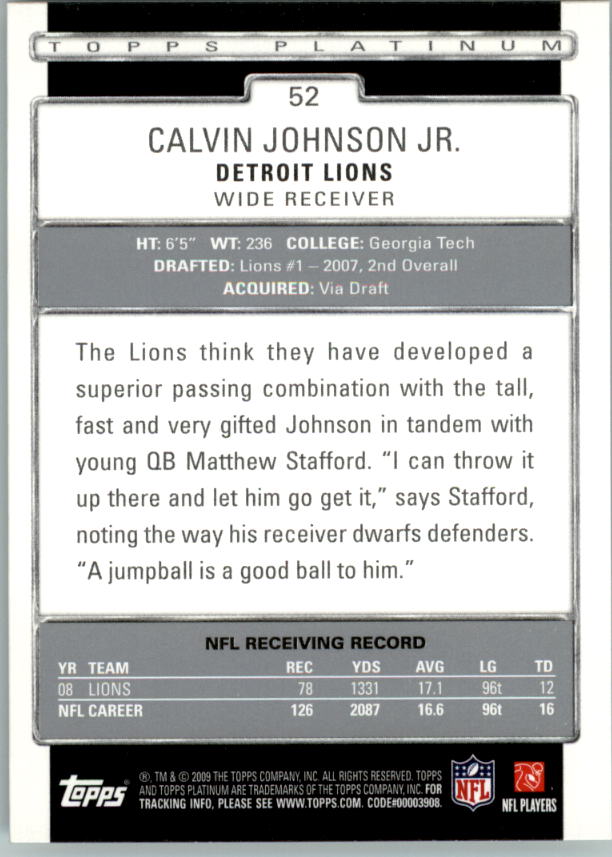 TOPPS PLATINUM
52
CALVIN JOHNSON JR.
DETROIT LIONS
WIDE RECEIVER
HT: 6'5" WT: 236 COLLEGE: Georgia Tech
DRAFTED: Lions #1 – 2007, 2nd Overall
ACQUIRED: Via Draft
The Lions think they have developed a
superior passing combination with the tall,
fast and very gifted Johnson in tandem with
young QB Matthew Stafford. “I can throw it
up there and let him go get it,” says Stafford,
noting the way his receiver dwarfs defenders.
“A jumpball is a good ball to him.”
NFL RECEIVING RECORD
YR TEAM REC YDS AVG LG TD
08 LIONS 78 1331 17.1 96t 12
NFL CAREER 126 2087 16.6 96t 16
Topps®
®, TM & © 2009 THE TOPPS COMPANY, INC. ALL RIGHTS RESERVED. TOPPS
AND TOPPS PLATINUM ARE TRADEMARKS OF THE TOPPS COMPANY, INC. FOR
TRACKING INFO, PLEASE SEE WWW.TOPPS.COM. CODE#00003908.
NFL
NFL PLAYERS